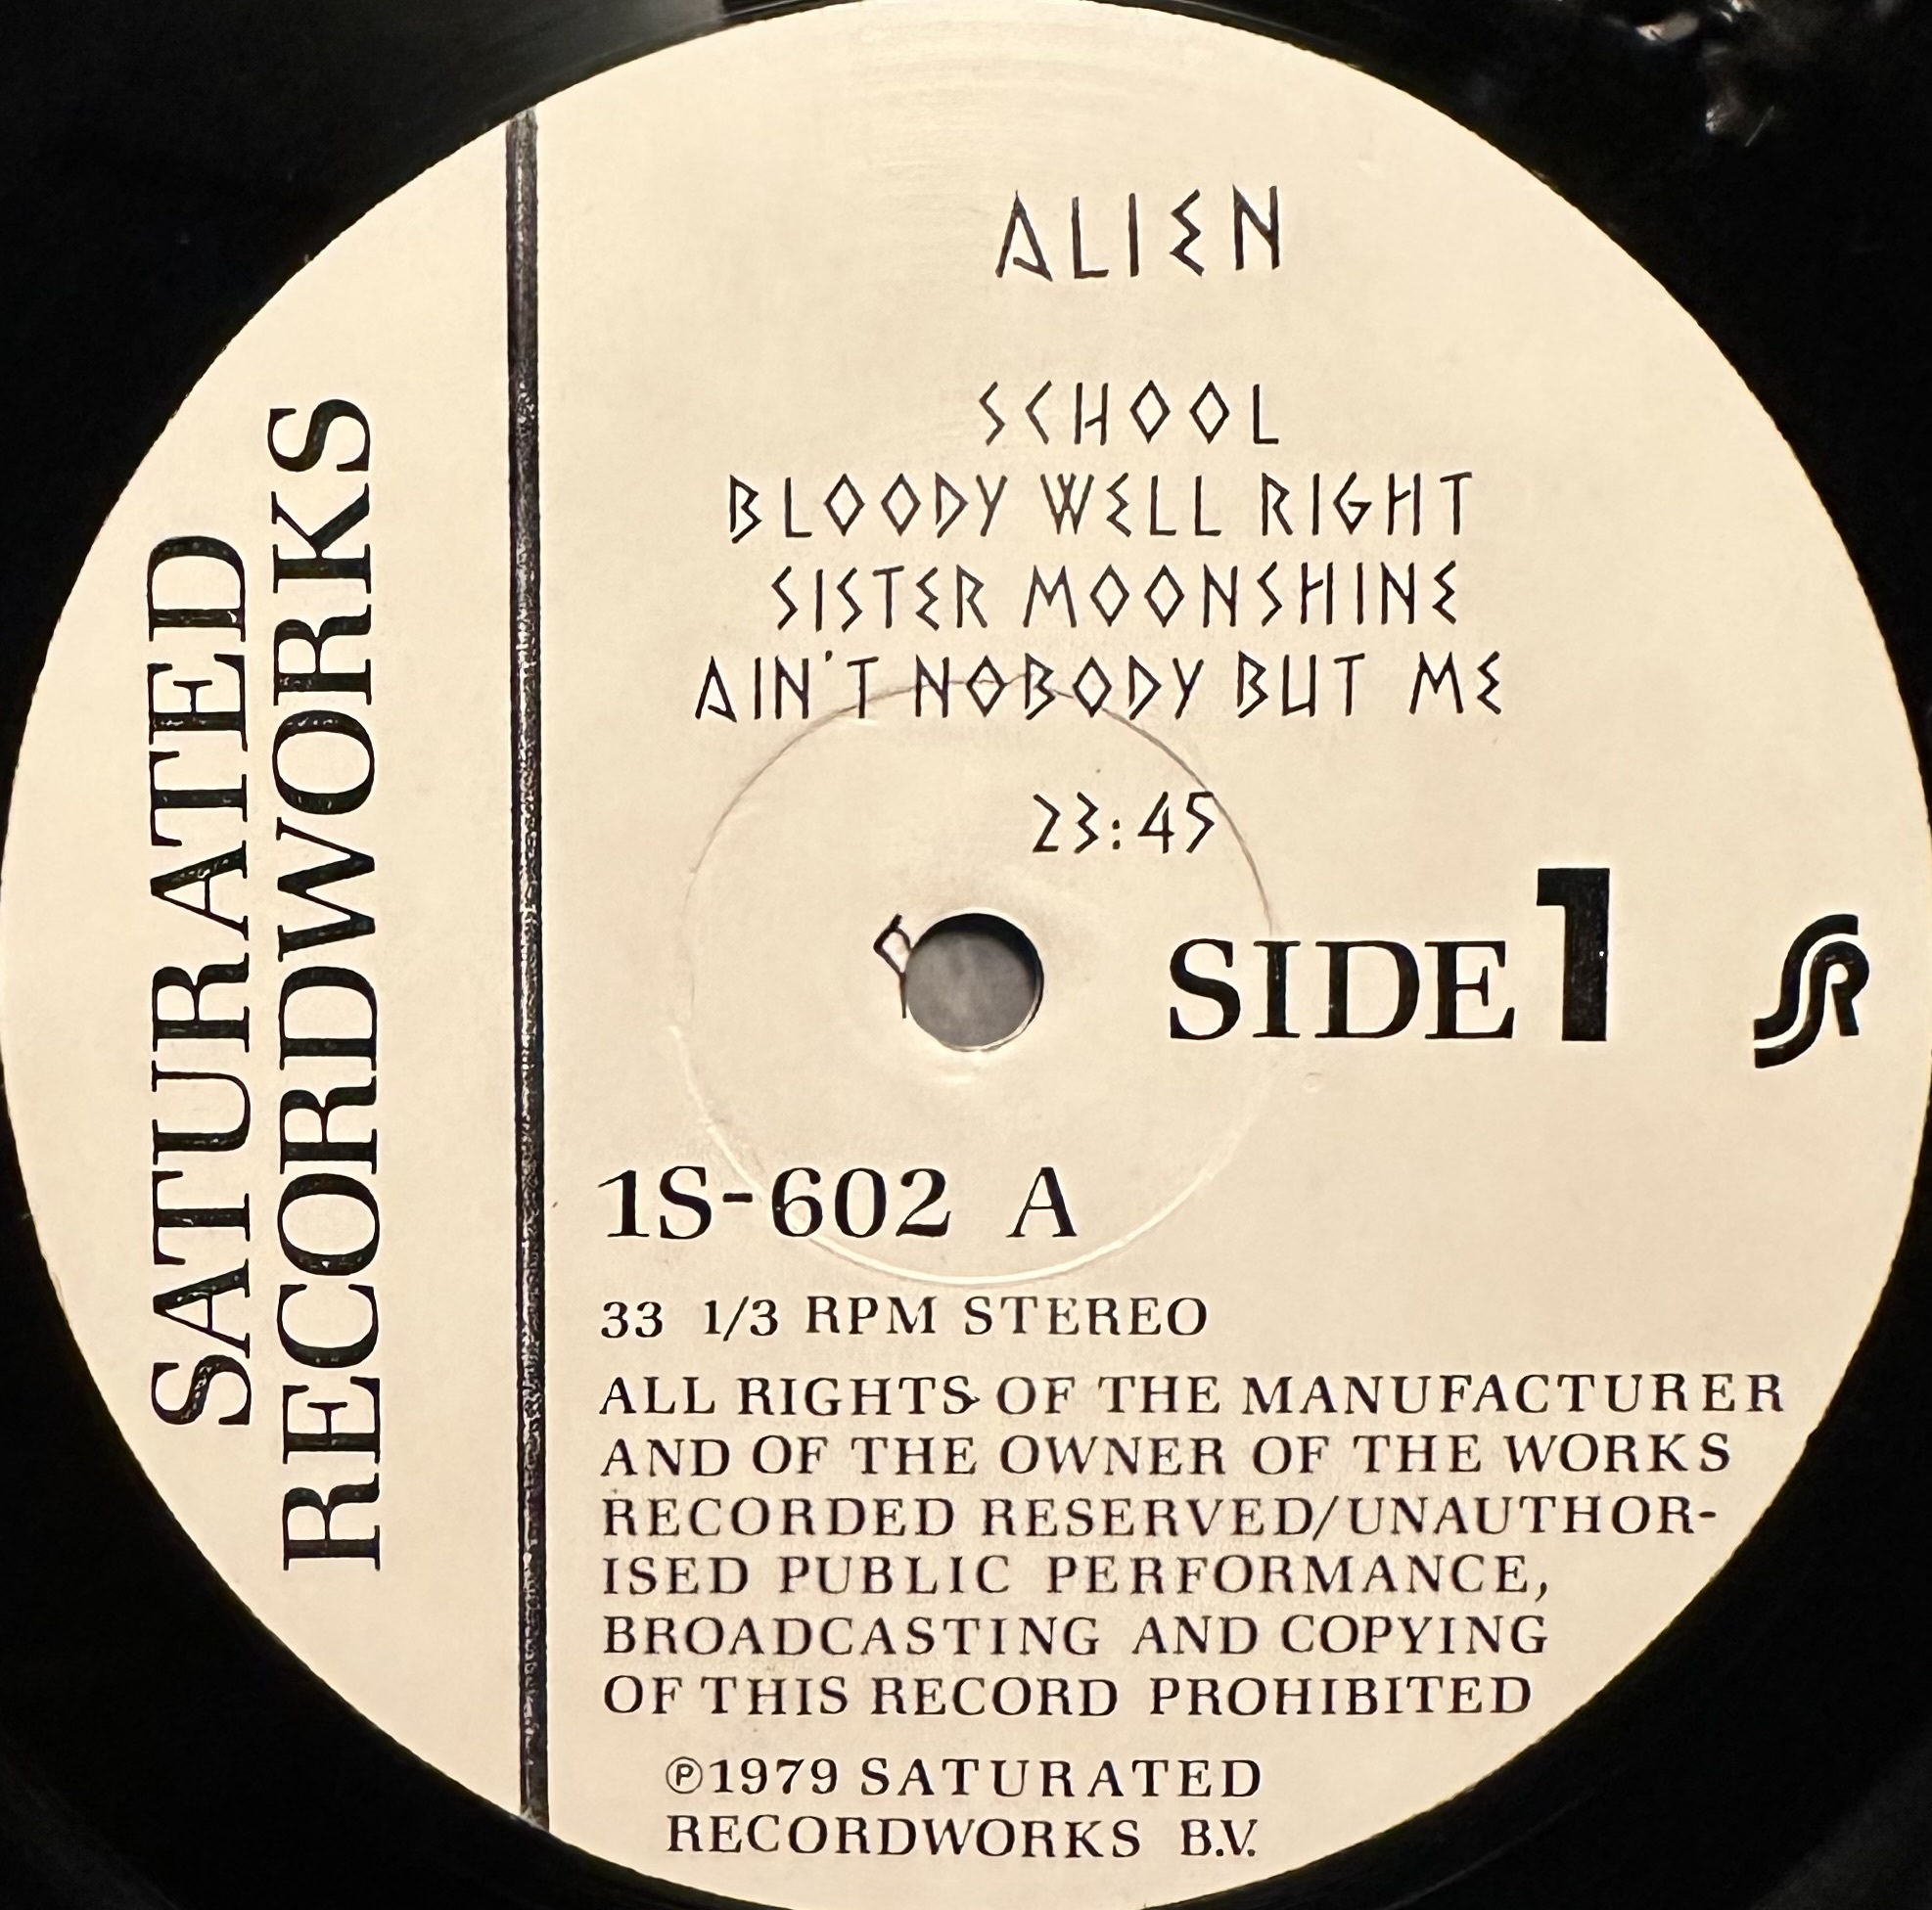 SATURATED
RECORDWORKS
ALIEN
SCHOOL
BLOODY WELL RIGHT
SISTER MOONSHINE
AIN'T NOBODY BUT ME
23:45
SIDE 1
SR
1S-602 A
33 1/3 RPM STEREO
ALL RIGHTS OF THE MANUFACTURER
AND OF THE OWNER OF THE WORKS
RECORDED RESERVED/UNAUTHOR-
ISED PUBLIC PERFORMANCE,
BROADCASTING AND COPYING
OF THIS RECORD PROHIBITED
℗1979 SATURATED
RECORDWORKS B.V.